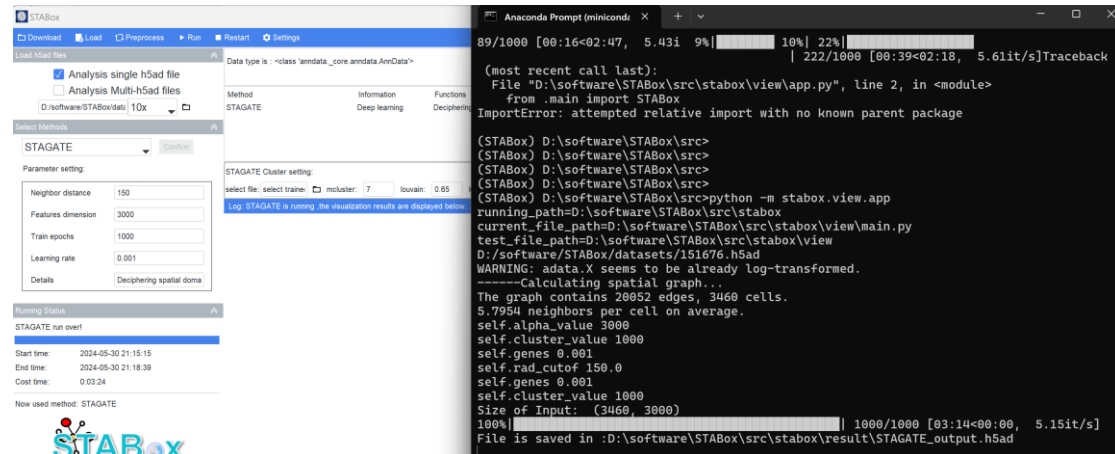 STABox
Download Load Preprocess Run Restart Settings
Load h5ad files
Analysis single h5ad file
Analysis Multi-h5ad files
D:/software/STABox/data 10x
Select Methods
STAGATE Confirm
Parameter setting:
Neighbor distance 150
Features dimension 3000
Train epochs 1000
Learning rate 0.001
Details Deciphering spatial doma
Running Status
STAGATE run over!
Start time: 2024-05-30 21:15:15
End time: 2024-05-30 21:18:39
Cost time: 0:03:24
Now used method: STAGATE
STAB x
Data type is : <class 'anndata._core.anndata.AnnData'>
Method Information Functions
STAGATE Deep learning Deciphering
STAGATE Cluster setting:
select file: select traine mcluster: 7 louvain: 0.65
Log: STAGATE is running ,the visualization results are displayed below...
Anaconda Prompt (minicond
89/1000 [00:16<02:47, 5.43i 9%| 10%| 22%|
| 222/1000 [00:39<02:18, 5.61it/s]Traceback
(most recent call last):
File "D:\software\STABox\src\stabox\view\app.py", line 2, in <module>
from .main import STABox
ImportError: attempted relative import with no known parent package
(STABox) D:\software\STABox\src>
(STABox) D:\software\STABox\src>
(STABox) D:\software\STABox\src>
(STABox) D:\software\STABox\src>
(STABox) D:\software\STABox\src>python -m stabox.view.app
running_path=D:\software\STABox\src\stabox
current_file_path=D:\software\STABox\src\stabox\view\main.py
test_file_path=D:\software\STABox\src\stabox\view
D:/software/STABox/datasets/151676.h5ad
WARNING: adata.X seems to be already log-transformed.
------Calculating spatial graph...
The graph contains 20052 edges, 3460 cells.
5.7954 neighbors per cell on average.
self.alpha_value 3000
self.cluster_value 1000
self.genes 0.001
self.rad_cutof 150.0
self.genes 0.001
self.cluster_value 1000
Size of Input: (3460, 3000)
100%| | 1000/1000 [03:14<00:00, 5.15it/s]
File is saved in :D:\software\STABox\src\stabox\result\STAGATE_output.h5ad